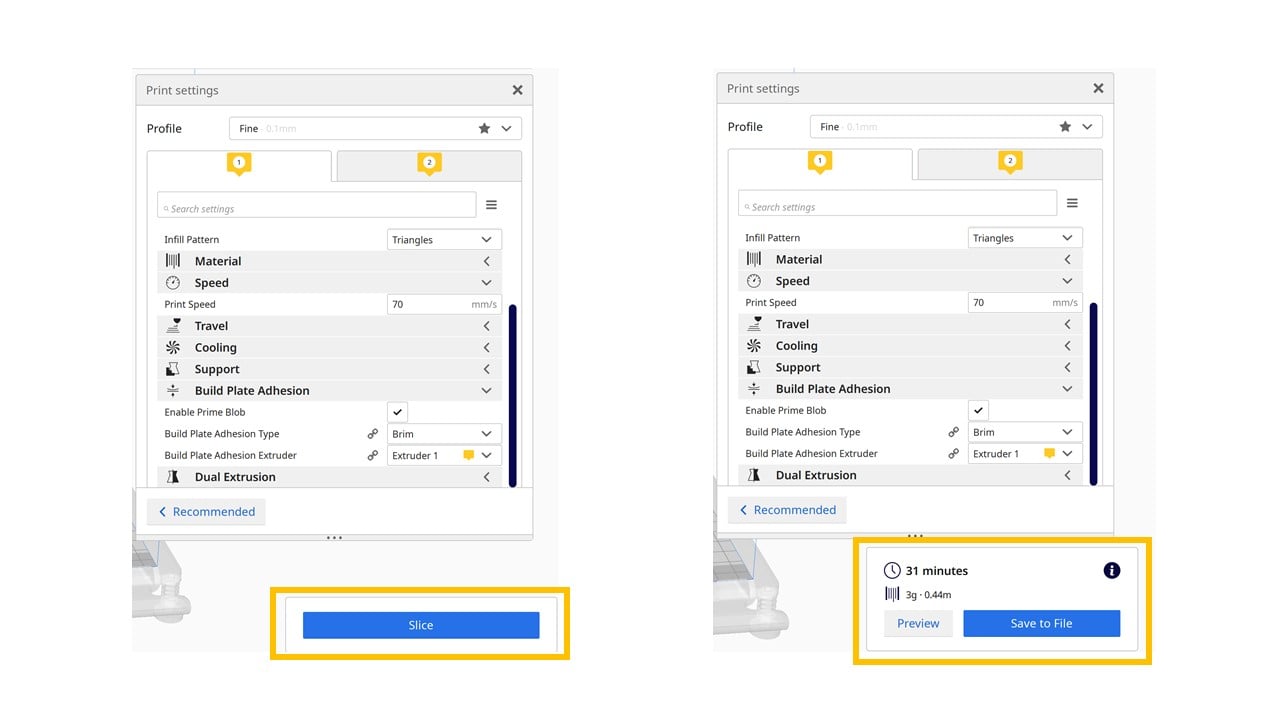 Print settings
Profile
Fine - 0.1mm
1
2
Search settings
Infill Pattern
Triangles
Material
Speed
Print Speed
70 mm/s
Travel
Cooling
Support
Build Plate Adhesion
Enable Prime Blob
Build Plate Adhesion Type
Brim
Build Plate Adhesion Extruder
Extruder 1
Dual Extrusion
Recommended
Slice
Print settings
Profile
Fine - 0.1mm
1
2
Search settings
Infill Pattern
Triangles
Material
Speed
Print Speed
70 mm/s
Travel
Cooling
Support
Build Plate Adhesion
Enable Prime Blob
Build Plate Adhesion Type
Brim
Build Plate Adhesion Extruder
Extruder 1
Dual Extrusion
Recommended
31 minutes
3g · 0.44m
Preview
Save to File